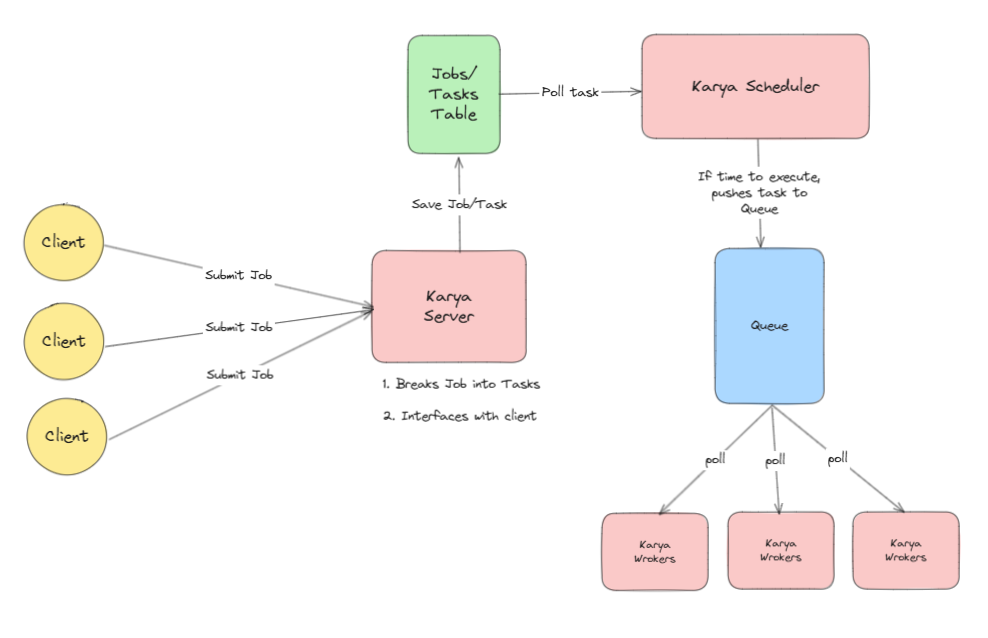 Jobs/
Tasks
Table
Poll task
Karya Scheduler
If time to execute,
pushes task to
Queue
Save Job/Task
Client
Submit Job
Karya
Server
Client
Submit Job
Queue
Submit Job
1. Breaks Job into Tasks
2. Interfaces with client
Client
poll
poll
poll
Karya
Wrokers
Karya
Wrokers
Karya
Wrokers